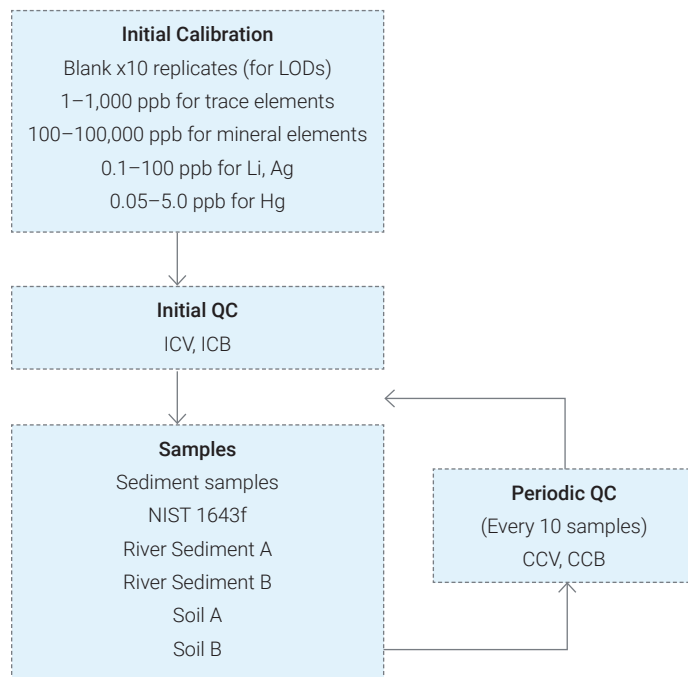 Initial Calibration
Blank x10 replicates (for LODs)
1–1,000 ppb for trace elements
100–100,000 ppb for mineral elements
0.1–100 ppb for Li, Ag
0.05–5.0 ppb for Hg
Initial QC
ICV, ICB
Samples
Sediment samples
NIST 1643f
River Sediment A
River Sediment B
Soil A
Soil B
Periodic QC
(Every 10 samples)
CCV, CCB